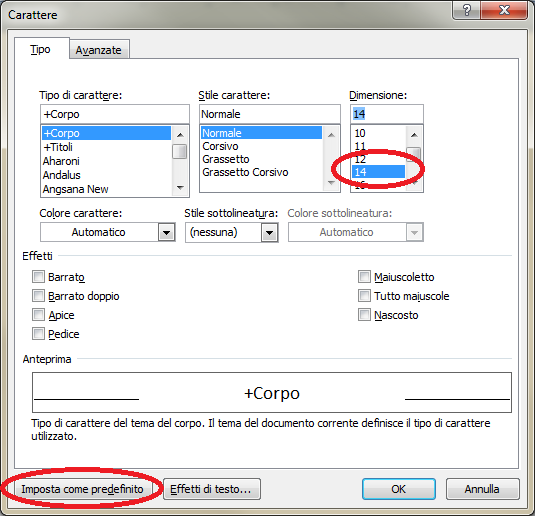 Carattere
Tipo
Avanzate
Tipo di carattere:
Stile carattere:
Dimensione:
+Corpo
Normale
14
+Corpo
+Titoli
Aharoni
Andalus
Angsana New
Normale
Corsivo
Grassetto
Grassetto Corsivo
10
11
12
14
16
Colore carattere:
Stile sottolineatura:
Colore sottolineatura:
Automatico
(nessuna)
Automatico
Effetti
Barrato
Barrato doppio
Apice
Pedice
Maiuscoletto
Tutto maiuscole
Nascosto
Anteprima
+Corpo
Tipo di carattere del tema del corpo. Il tema del documento corrente definisce il tipo di carattere
utilizzato.
Imposta come predefinito
Effetti di testo...
OK
Annulla